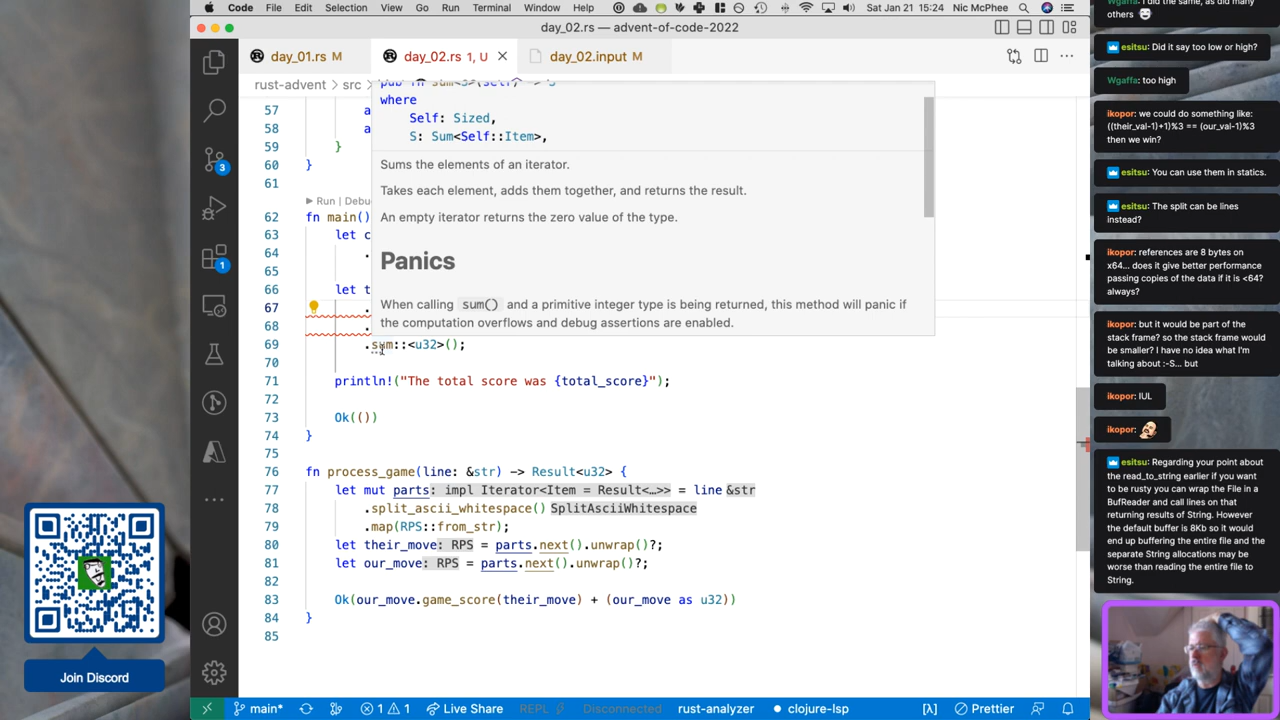 Code File Edit Selection View Go Run Terminal Window Help Sat Jan 21 15:24 Nic McPhee
day_02.rs — advent-of-code-2022
day_01.rs M
day_02.rs 1, U
day_02.input M
rust-advent › src
pub fn sum<S>(self) -> S
where
Self: Sized,
S: Sum<Self::Item>,
Sums the elements of an iterator.
Takes each element, adds them together, and returns the result.
An empty iterator returns the zero value of the type.
Panics
When calling sum() and a primitive integer type is being returned, this method will panic if
the computation overflows and debug assertions are enabled.
57 a
58 a
59 }
60 }
61
Run | Debu
62 fn main()
63 let c
64 .
65
66 let t
67 .
68 .
69 .sum::<u32>();
70
71 println!("The total score was {total_score}");
72
73 Ok(())
74 }
75
76 fn process_game(line: &str) -> Result<u32> {
77 let mut parts: impl Iterator<Item = Result<…>> = line &str
78 .split_ascii_whitespace() SplitAsciiWhitespace
79 .map(RPS::from_str);
80 let their_move: RPS = parts.next().unwrap()?;
81 let our_move: RPS = parts.next().unwrap()?;
82
83 Ok(our_move.game_score(their_move) + (our_move as u32))
84 }
85
3
1
main* 1 1 Live Share REPL Disconnected rust-analyzer clojure-lsp [λ] Prettier
Join Discord
Wgaffa: I did the same, as did many
others
esitsu: Did it say too low or high?
Wgaffa: too high
ikopor: we could do something like:
((their_val-1)+1)%3 == (our_val-1)%3
then we win?
esitsu: You can use them in statics.
esitsu: The split can be lines
instead?
ikopor: references are 8 bytes on
x64... does it give better performance
passing copies of the data if it is <64?
always?
ikopor: but it would be part of the
stack frame? so the stack frame
would be smaller? I have no idea what I'm
talking about :-S... but
ikopor: IUL
ikopor:
esitsu: Regarding your point about
the read_to_string earlier if you want
to be rusty you can wrap the File in a
BufReader and call lines on that
returning results of String. However
the default buffer is 8Kb so it would
end up buffering the entire file and
the separate String allocations may be
worse than reading the entire file to
String.